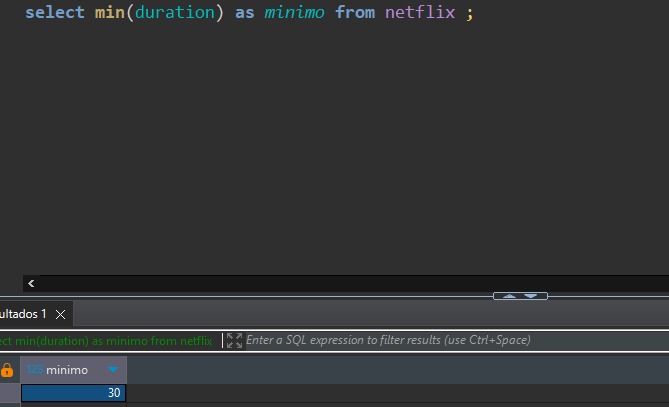 select min(duration) as minimo from netflix ;
ultados 1
ect min(duration) as minimo from netflix
Enter a SQL expression to filter results (use Ctrl+Space)
123 minimo
30